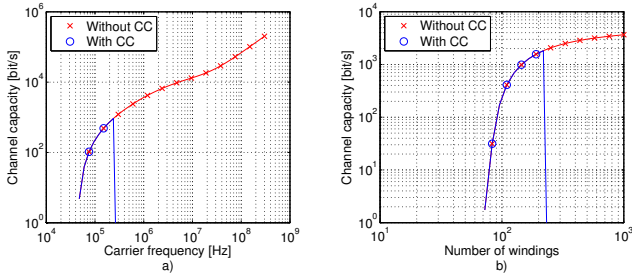 Without CC
With CC
Channel capacity [bit/s]
10^6
10^4
10^2
10^0
10^4 10^5 10^6 10^7 10^8 10^9
Carrier frequency [Hz]
a)
Without CC
With CC
Channel capacity [bit/s]
10^4
10^3
10^2
10^1
10^0
10^1 10^2 10^3
Number of windings
b)